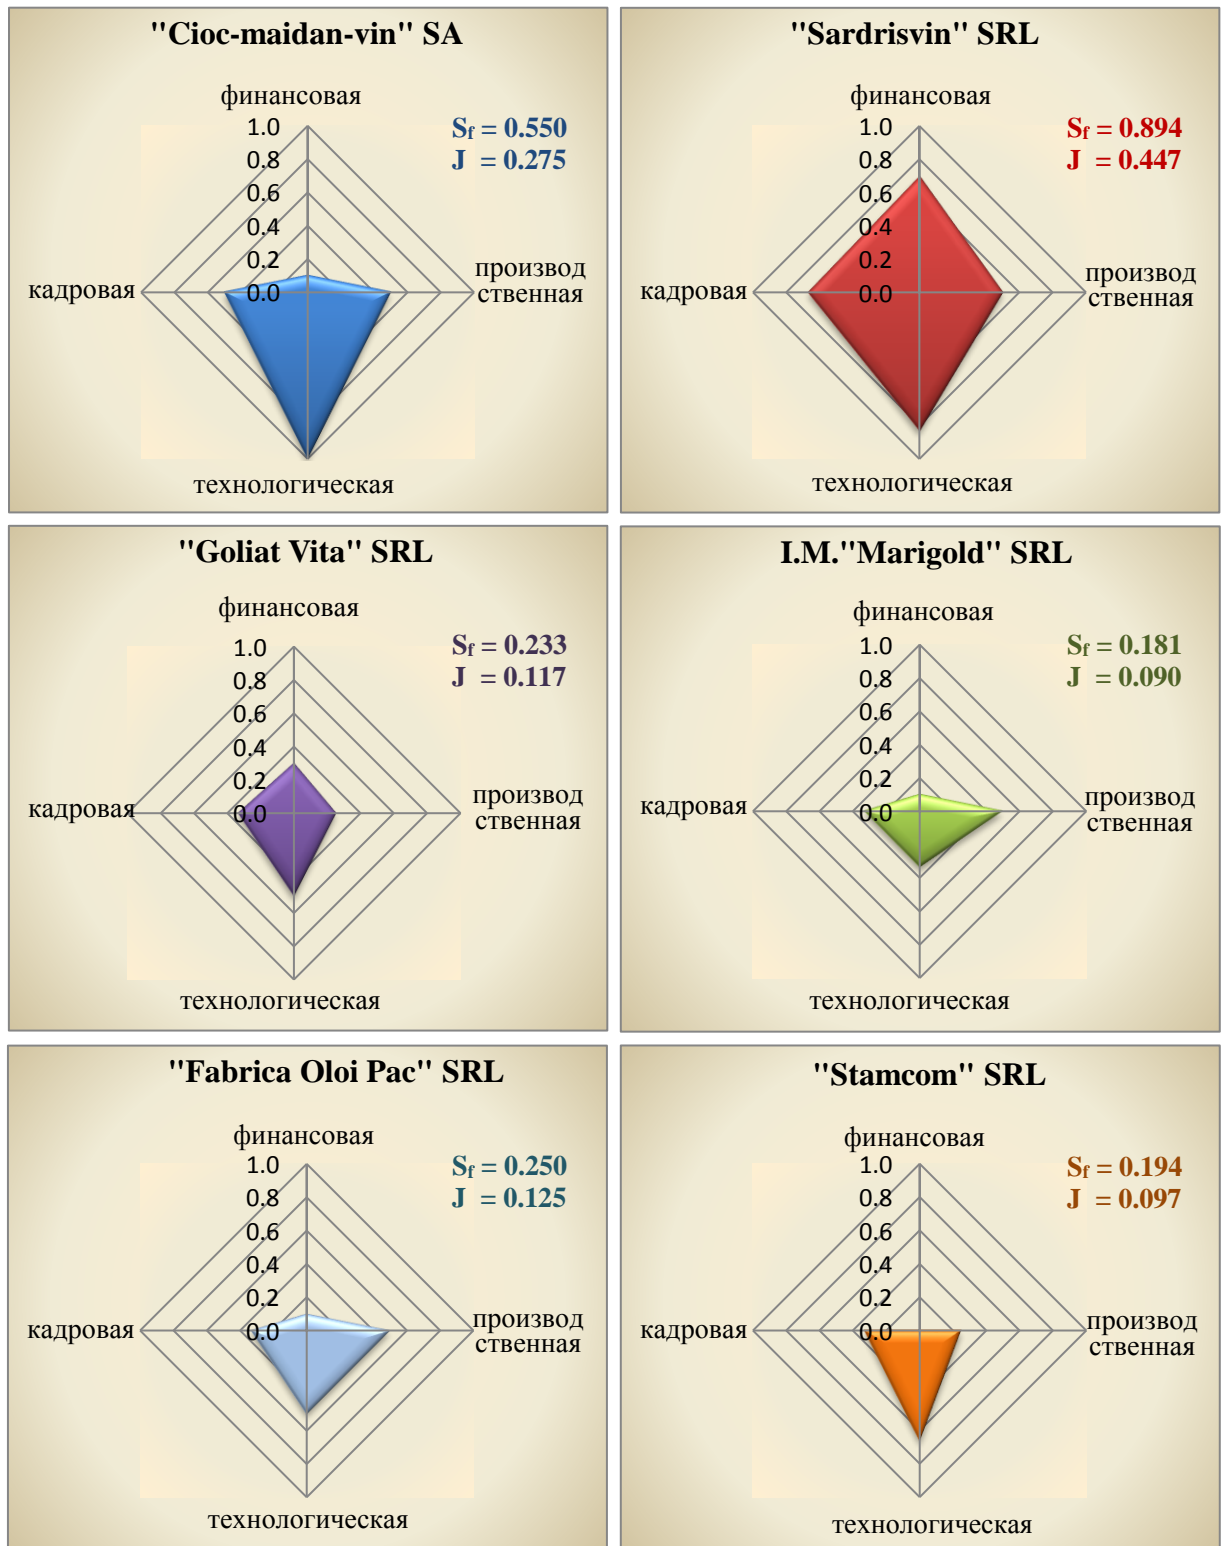 "Cioc-maidan-vin" SA
финансовая
Sf = 0.550
J = 0.275
1.0
0.8
0.6
0.4
0.2
0.0
кадровая
производ
ственная
технологическая
"Sardrisvin" SRL
финансовая
Sf = 0.894
J = 0.447
1.0
0.8
0.6
0.4
0.2
0.0
кадровая
производ
ственная
технологическая
"Goliat Vita" SRL
финансовая
Sf = 0.233
J = 0.117
1.0
0.8
0.6
0.4
0.2
0.0
кадровая
производ
ственная
технологическая
I.M."Marigold" SRL
финансовая
Sf = 0.181
J = 0.090
1.0
0.8
0.6
0.4
0.2
0.0
кадровая
производ
ственная
технологическая
"Fabrica Oloi Pac" SRL
финансовая
Sf = 0.250
J = 0.125
1.0
0.8
0.6
0.4
0.2
0.0
кадровая
производ
ственная
технологическая
"Stamcom" SRL
финансовая
Sf = 0.194
J = 0.097
1.0
0.8
0.6
0.4
0.2
0.0
кадровая
производ
ственная
технологическая